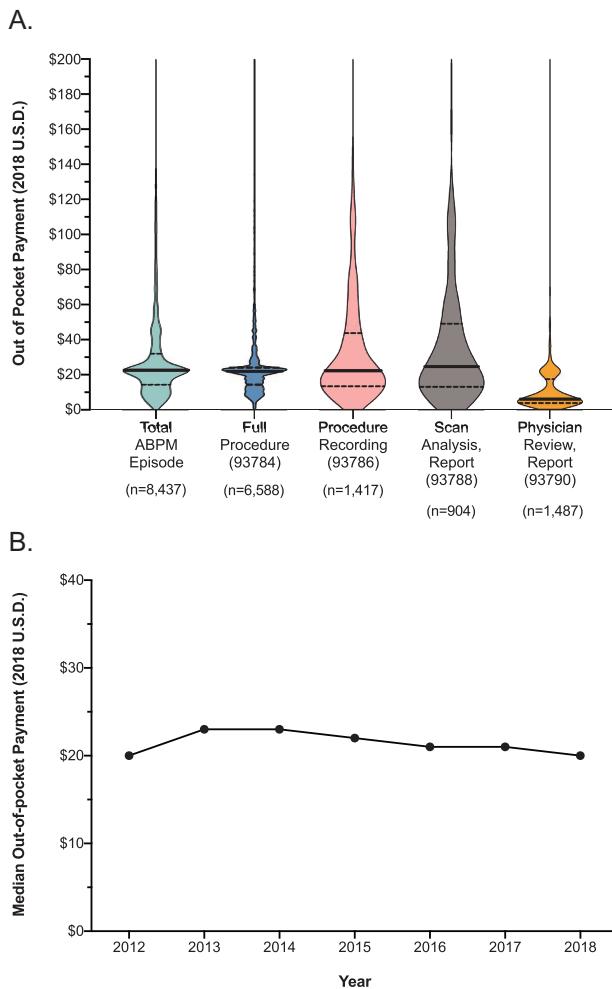 A.
Out of Pocket Payment (2018 U.S.D.)
$200
$180
$160
$140
$120
$100
$80
$60
$40
$20
$0
Total
ABPM
Episode
(n=8,437)
Full
Procedure
(93784)
(n=6,588)
Procedure
Recording
(93786)
(n=1,417)
Scan
Analysis,
Report
(93788)
(n=904)
Physician
Review,
Report
(93790)
(n=1,487)
B.
Median Out-of-pocket Payment (2018 U.S.D.)
$40
$30
$20
$10
$0
2012 2013 2014 2015 2016 2017 2018
Year